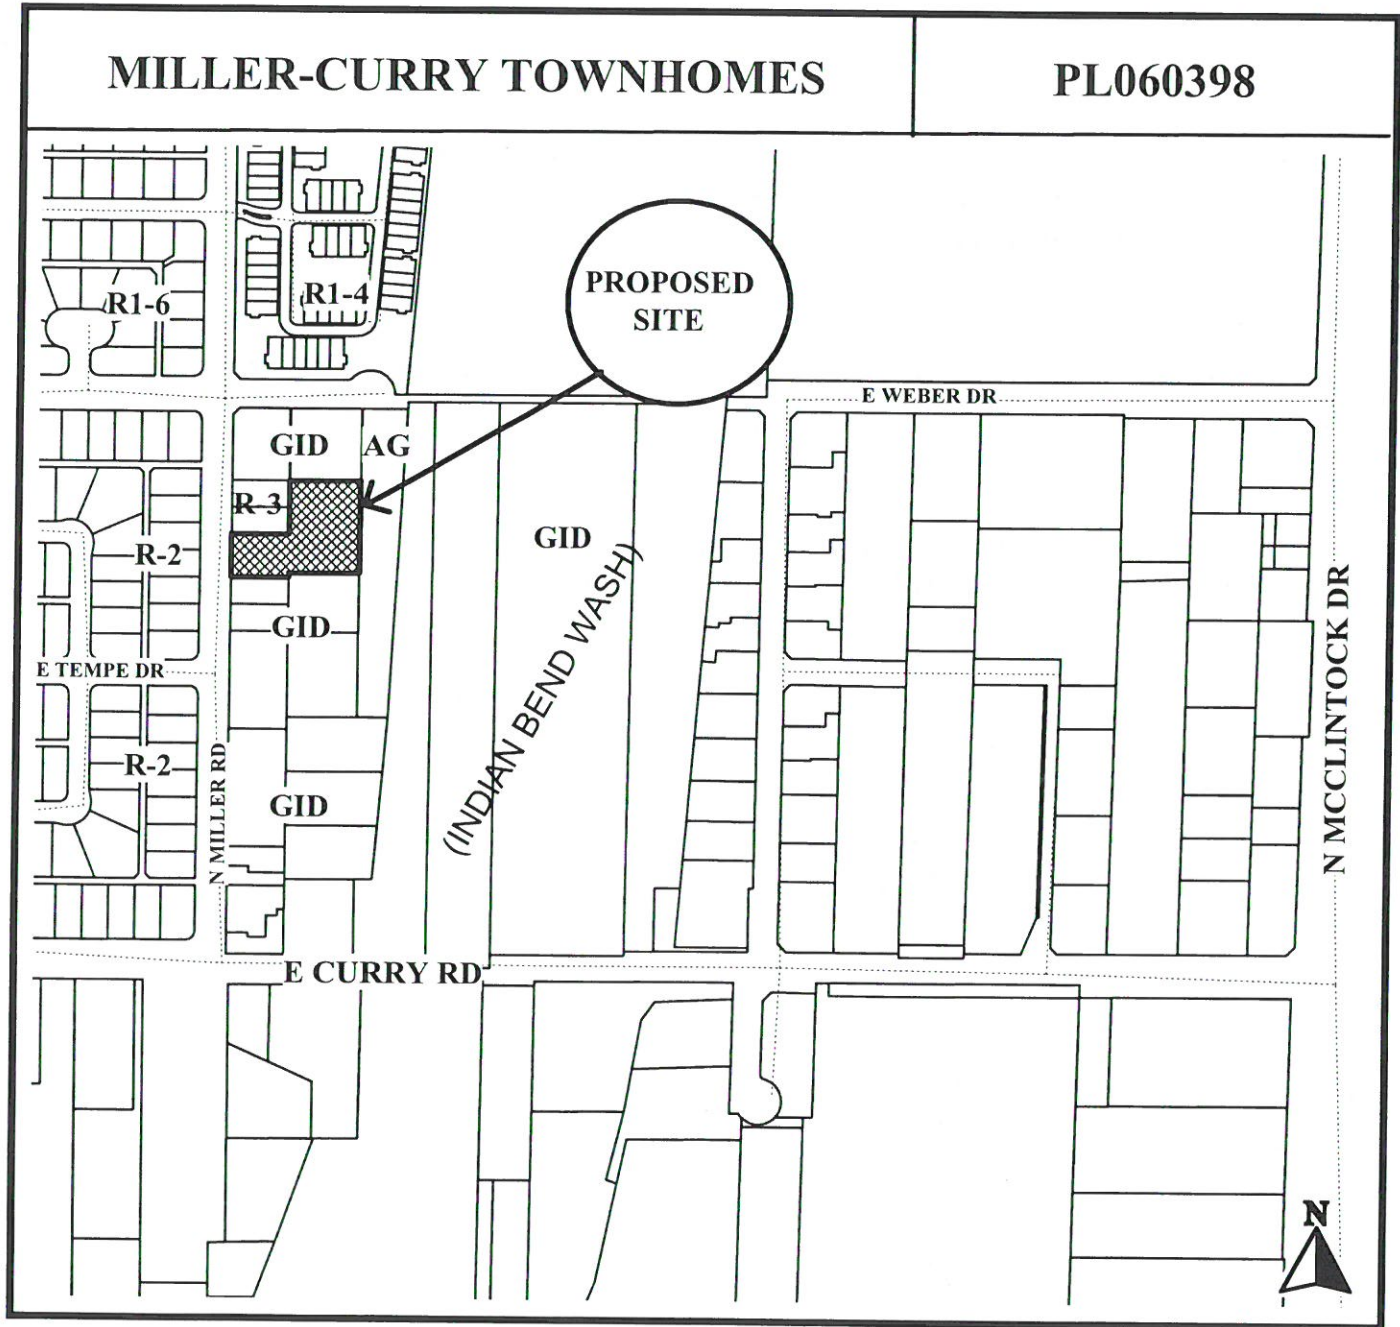 MILLER-CURRY TOWNHOMES
PL060398
PROPOSED
SITE
R1-6
R1-4
E WEBER DR
GID
AG
R-3
GID
R-2
GID
E TEMPE DR
(INDIAN BEND WASH)
R-2
GID
N MILLER RD
N MCCLINTOCK DR
E CURRY RD
N